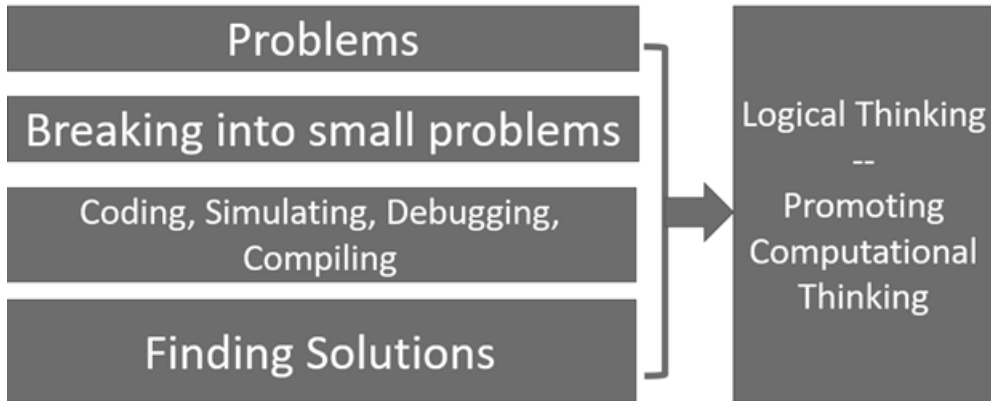 Problems
Breaking into small problems
Coding, Simulating, Debugging,
Compiling
Finding Solutions
Logical Thinking
--
Promoting
Computational
Thinking